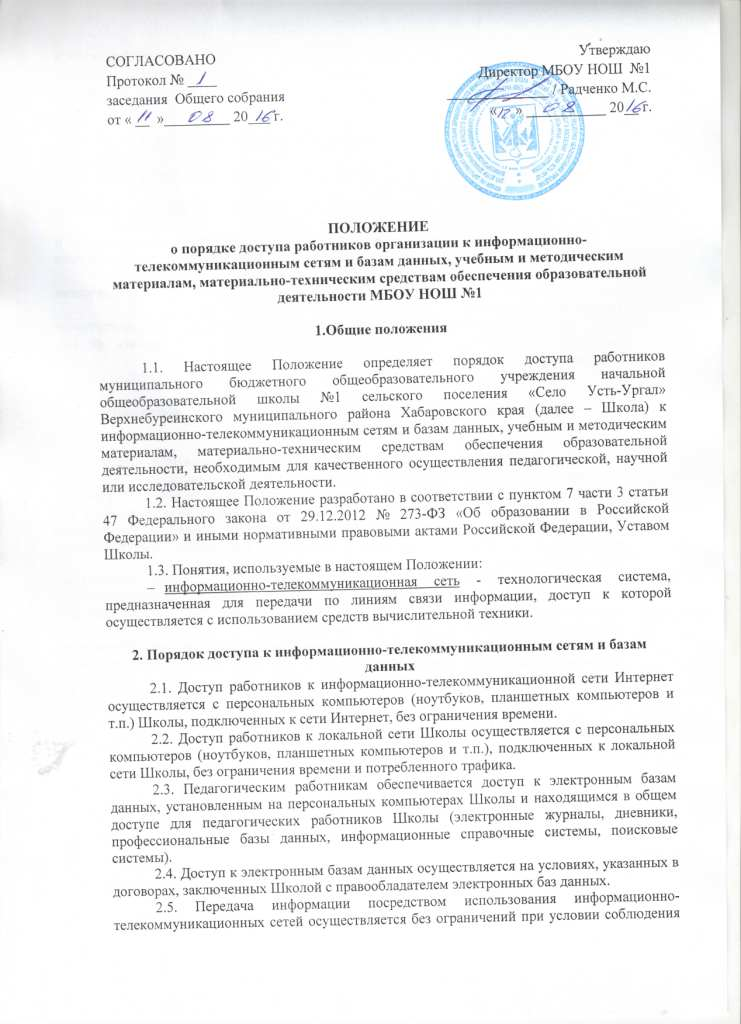 СОГЛАСОВАНО
Протокол № 1
заседания Общего собрания
от « 11 » 08 2016г.
Утверждаю
Директор МБОУ НОШ №1
/ Радченко М.С.
«12» 08 2016г.
ПОЛОЖЕНИЕ
о порядке доступа работников организации к информационно-
телекоммуникационным сетям и базам данных, учебным и методическим
материалам, материально-техническим средствам обеспечения образовательной
деятельности МБОУ НОШ №1
1.Общие положения
1.1. Настоящее Положение определяет порядок доступа работников
муниципального бюджетного общеобразовательного учреждения начальной
общеобразовательной школы №1 сельского поселения «Село Усть-Ургал»
Верхнебуреинского муниципального района Хабаровского края (далее – Школа) к
информационно-телекоммуникационным сетям и базам данных, учебным и методическим
материалам, материально-техническим средствам обеспечения образовательной
деятельности, необходимым для качественного осуществления педагогической, научной
или исследовательской деятельности.
1.2. Настоящее Положение разработано в соответствии с пунктом 7 части 3 статьи
47 Федерального закона от 29.12.2012 № 273-ФЗ «Об образовании в Российской
Федерации» и иными нормативными правовыми актами Российской Федерации, Уставом
Школы.
1.3. Понятия, используемые в настоящем Положении:
– информационно-телекоммуникационная сеть - технологическая система,
предназначенная для передачи по линиям связи информации, доступ к которой
осуществляется с использованием средств вычислительной техники.
2. Порядок доступа к информационно-телекоммуникационным сетям и базам
данных
2.1. Доступ работников к информационно-телекоммуникационной сети Интернет
осуществляется с персональных компьютеров (ноутбуков, планшетных компьютеров и
т.п.) Школы, подключенных к сети Интернет, без ограничения времени.
2.2. Доступ работников к локальной сети Школы осуществляется с персональных
компьютеров (ноутбуков, планшетных компьютеров и т.п.), подключенных к локальной
сети Школы, без ограничения времени и потребленного трафика.
2.3. Педагогическим работникам обеспечивается доступ к электронным базам
данных, установленным на персональных компьютерах Школы и находящимся в общем
доступе для педагогических работников Школы (электронные журналы, дневники,
профессиональные базы данных, информационные справочные системы, поисковые
системы).
2.4. Доступ к электронным базам данных осуществляется на условиях, указанных в
договорах, заключенных Школой с правообладателем электронных баз данных.
2.5. Передача информации посредством использования информационно-
телекоммуникационных сетей осуществляется без ограничений при условии соблюдения